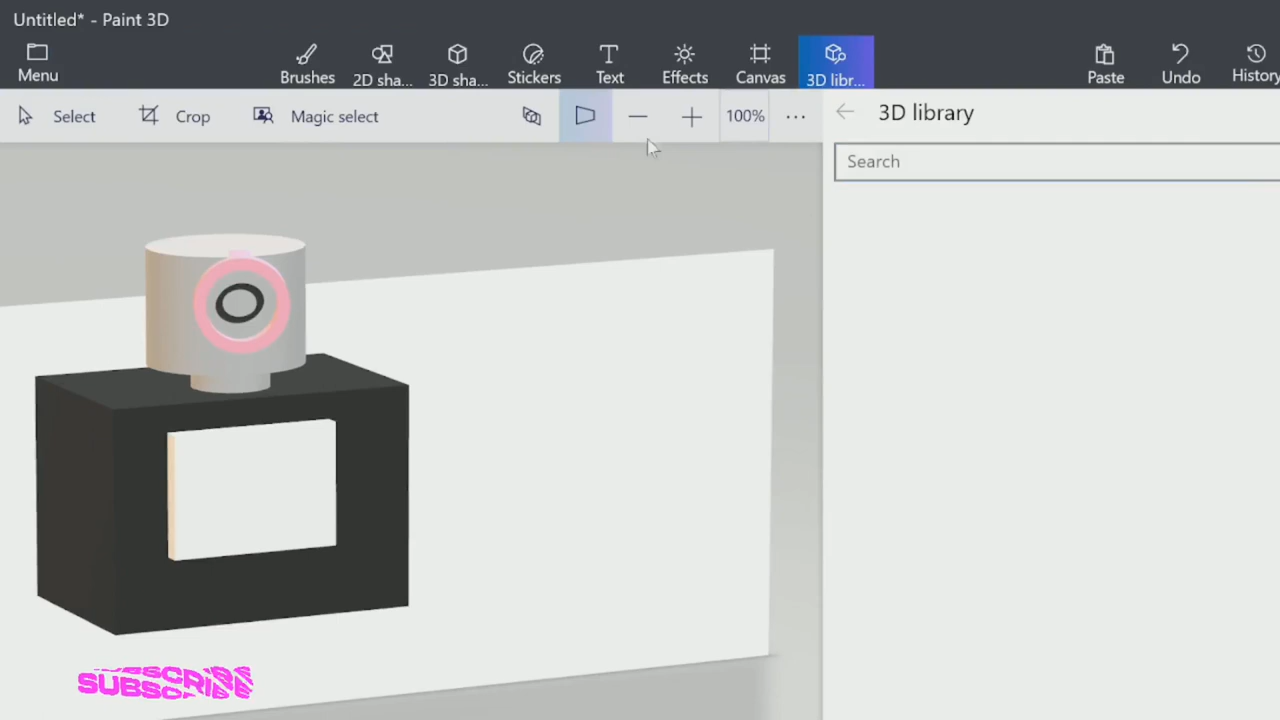 Untitled* - Paint 3D
Menu
Brushes
2D sha...
3D sha...
Stickers
Text
Effects
Canvas
3D libr...
Paste
Undo
History
Select
Crop
Magic select
100%
3D library
Search
SUBSCRIBE